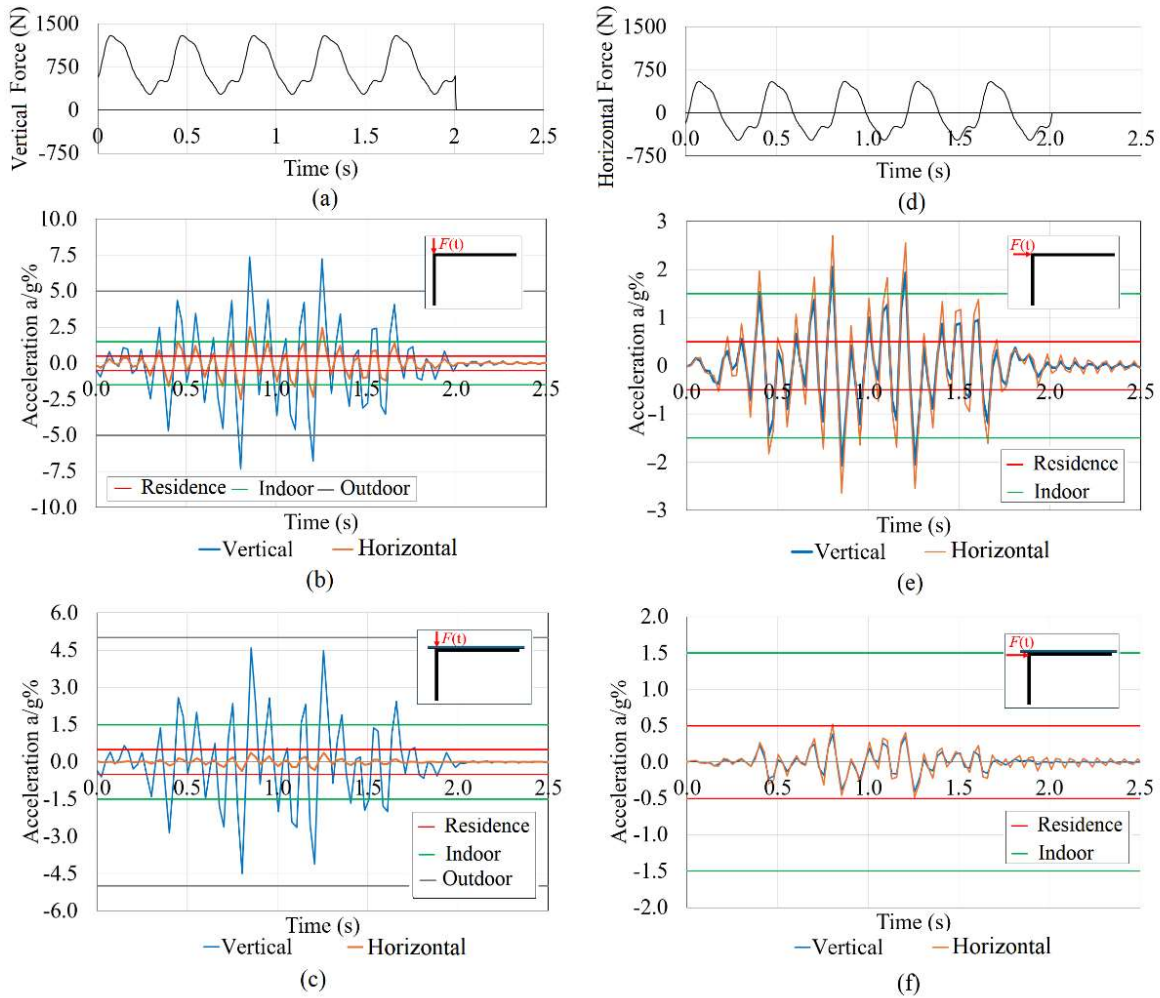 Vertical Force (N)
1500
750
0
-750
0 0.5 1 1.5 2 2.5
Time (s)
(a)
Acceleration a/g%
10.0
7.5
5.0
2.5
0.0
-2.5
-5.0
-7.5
-10.0
0.0 0.5 1.0 1.5 2.0 2.5
F(t)
Residence Indoor Outdoor
Time (s)
Vertical Horizontal
(b)
Acceleration a/g%
6.0
4.5
3.0
1.5
0.0
-1.5
-3.0
-4.5
-6.0
0.0 0.5 1.0 1.5 2.0 2.5
F(t)
Residence
Indoor
Outdoor
Time (s)
Vertical Horizontal
(c)
Horizontal Force (N)
1500
750
0
-750
0.0 0.5 1.0 1.5 2.0 2.5
Time (s)
(d)
Acceleration a/g%
3
2
1
0
-1
-2
-3
0.0 0.5 1.0 1.5 2.0 2.5
F(t)
Residence
Indoor
Time (s)
Vertical Horizontal
(e)
Acceleration a/g%
2.0
1.5
1.0
0.5
0.0
-0.5
-1.0
-1.5
-2.0
0.0 0.5 1.0 1.5 2.0 2.5
F(t)
Residence
Indoor
Time (s)
Vertical Horizontal
(f)